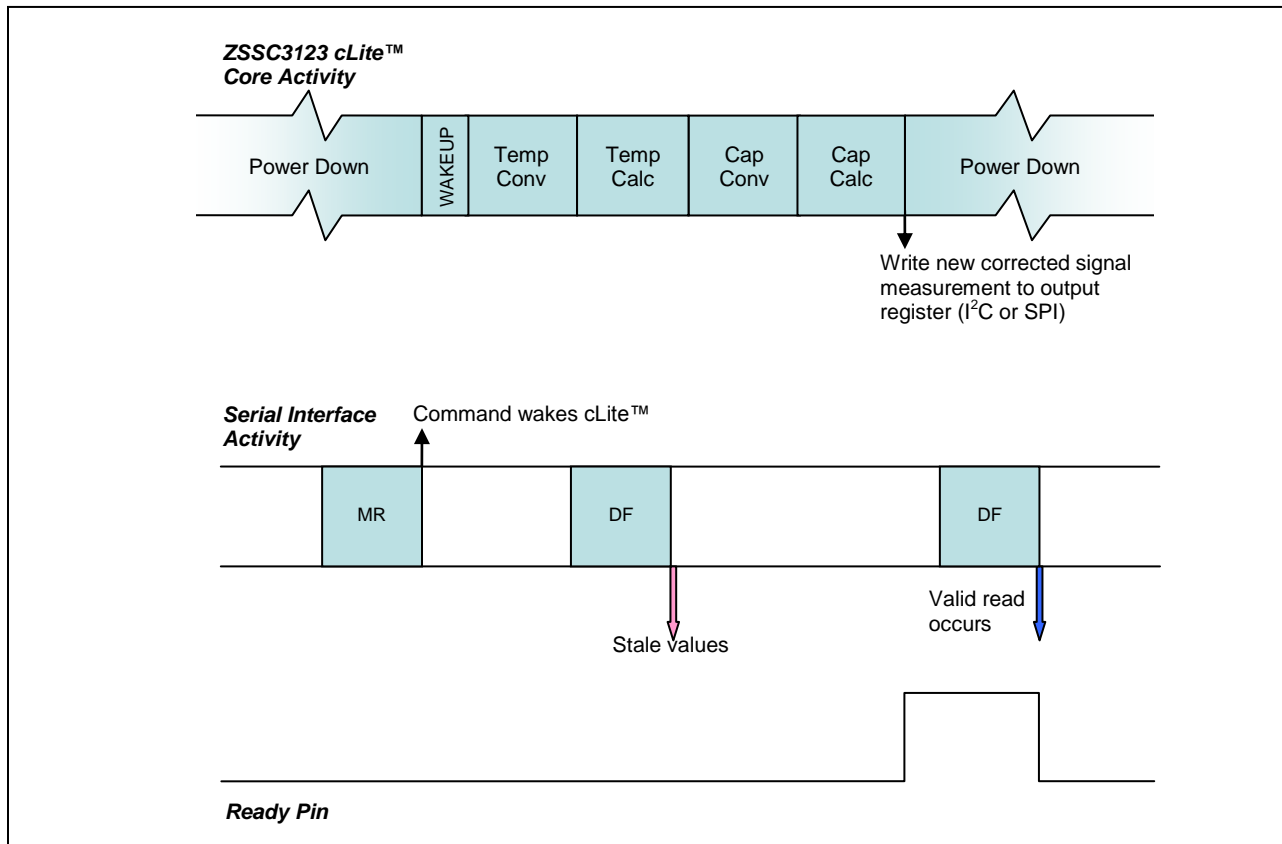 ZSSC3123 cLite™
Core Activity
Power Down
WAKEUP
Temp
Conv
Temp
Calc
Cap
Conv
Cap
Calc
Power Down
Write new corrected signal
measurement to output
register (I²C or SPI)
Serial Interface
Activity
Command wakes cLite™
MR
DF
DF
Stale values
Valid read
occurs
Ready Pin